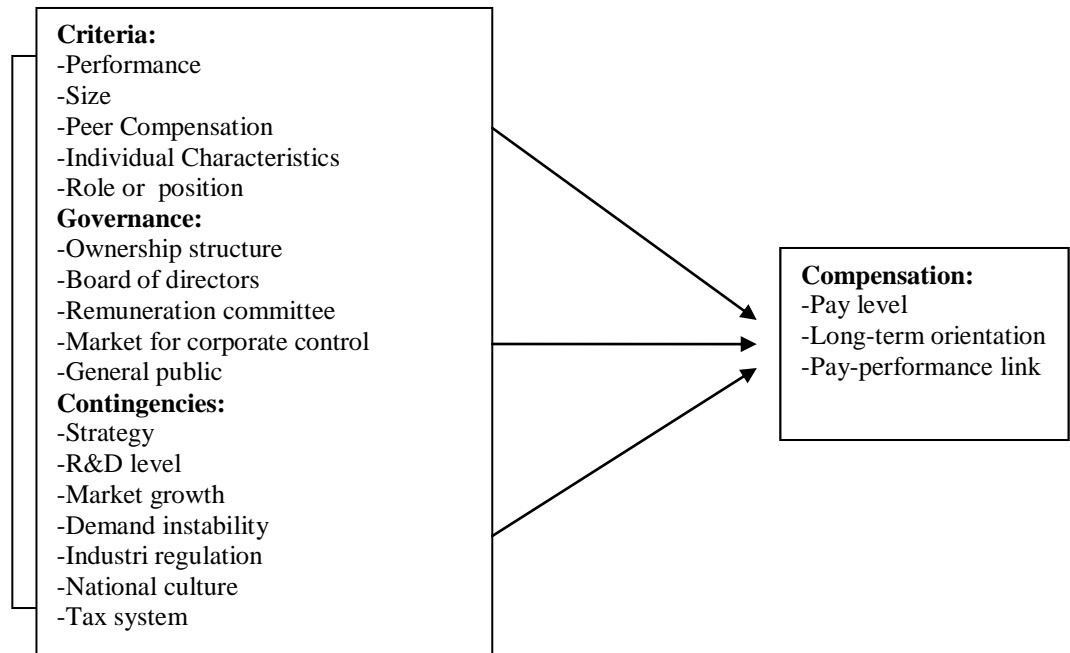 Criteria:
-Performance
-Size
-Peer Compensation
-Individual Characteristics
-Role or  position
Governance:
-Ownership structure
-Board of directors
-Remuneration committee
-Market for corporate control
-General public
Contingencies:
-Strategy
-R&D level
-Market growth
-Demand instability
-Industri regulation
-National culture
-Tax system
Compensation:
-Pay level
-Long-term orientation
-Pay-performance link